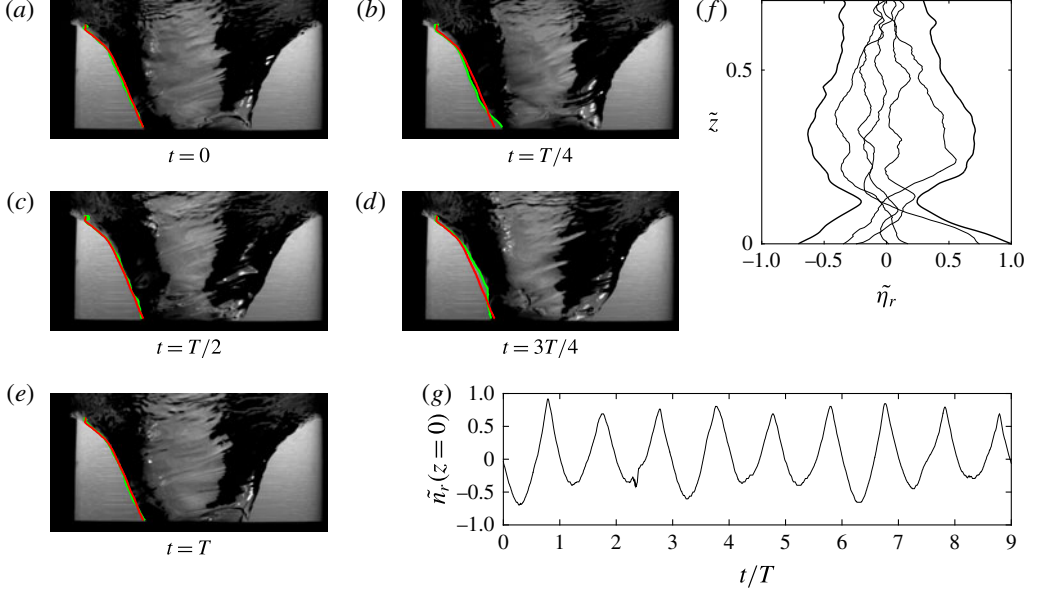 (a)
(b)
(f)
t = 0
t = T/4
0.5
z̃
0
−1.0 −0.5 0 0.5 1.0
η̃r
(c)
(d)
t = T/2
t = 3T/4
(e)
t = T
(g)
1.0
0.5
0
−0.5
−1.0
ñr(z = 0)
0 1 2 3 4 5 6 7 8 9
t/T